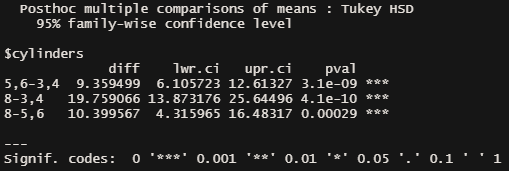 Posthoc multiple comparisons of means : Tukey HSD
95% family-wise confidence level
$cylinders
diff lwr.ci upr.ci pval
5,6-3,4 9.359499 6.105723 12.61327 3.1e-09 ***
8-3,4 19.759066 13.873176 25.64496 4.1e-10 ***
8-5,6 10.399567 4.315965 16.48317 0.00029 ***
---
Signif. codes: 0 '***' 0.001 '**' 0.01 '*' 0.05 '.' 0.1 ' ' 1